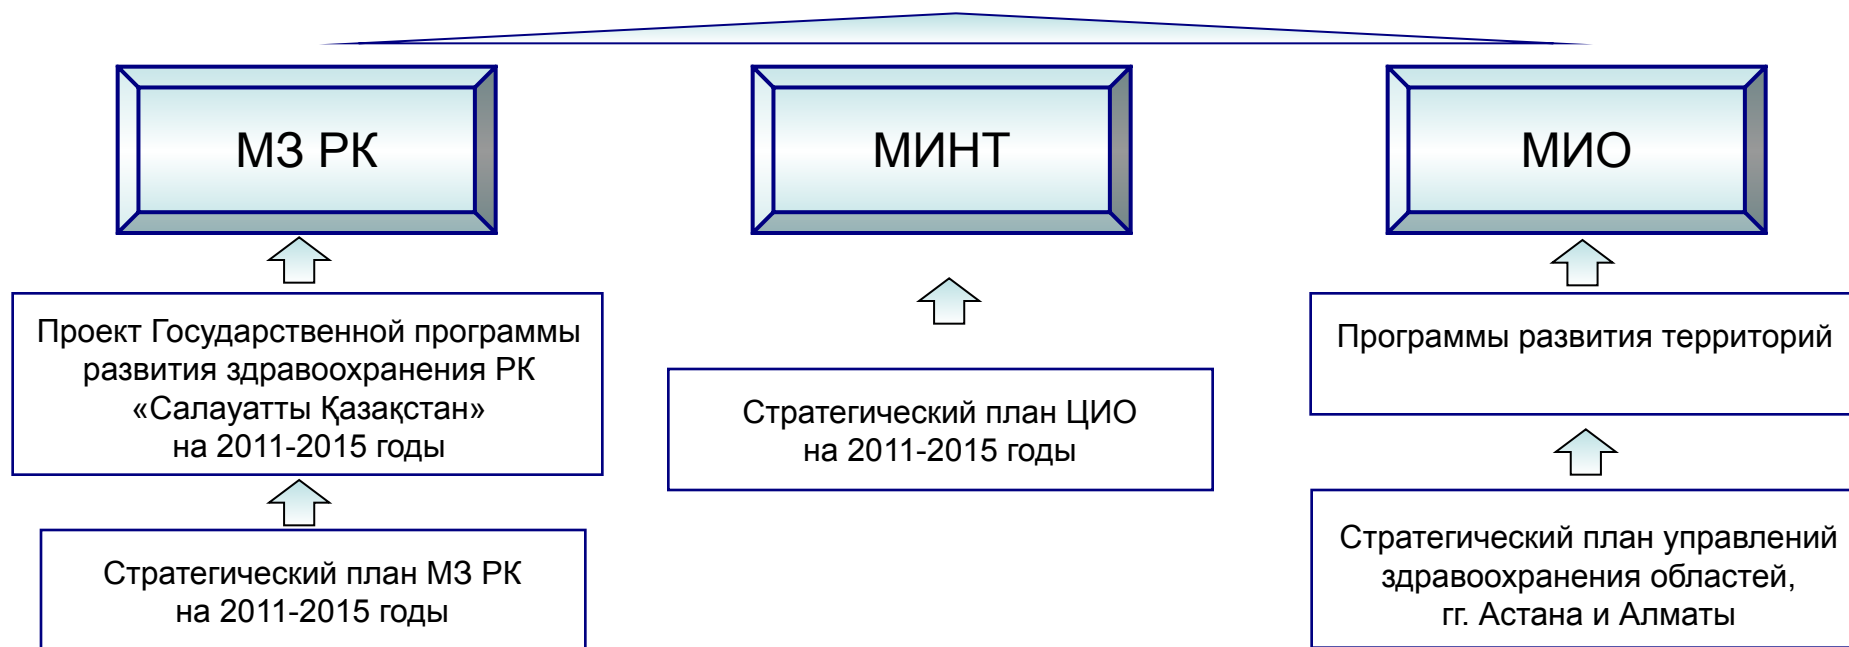 МЗ РК
МИНТ
МИО
Проект Государственной программы
развития здравоохранения РК
«Салауатты Қазақстан»
на 2011-2015 годы
Стратегический план ЦИО
на 2011-2015 годы
Программы развития территорий
Стратегический план МЗ РК
на 2011-2015 годы
Стратегический план управлений
здравоохранения областей,
гг. Астана и Алматы